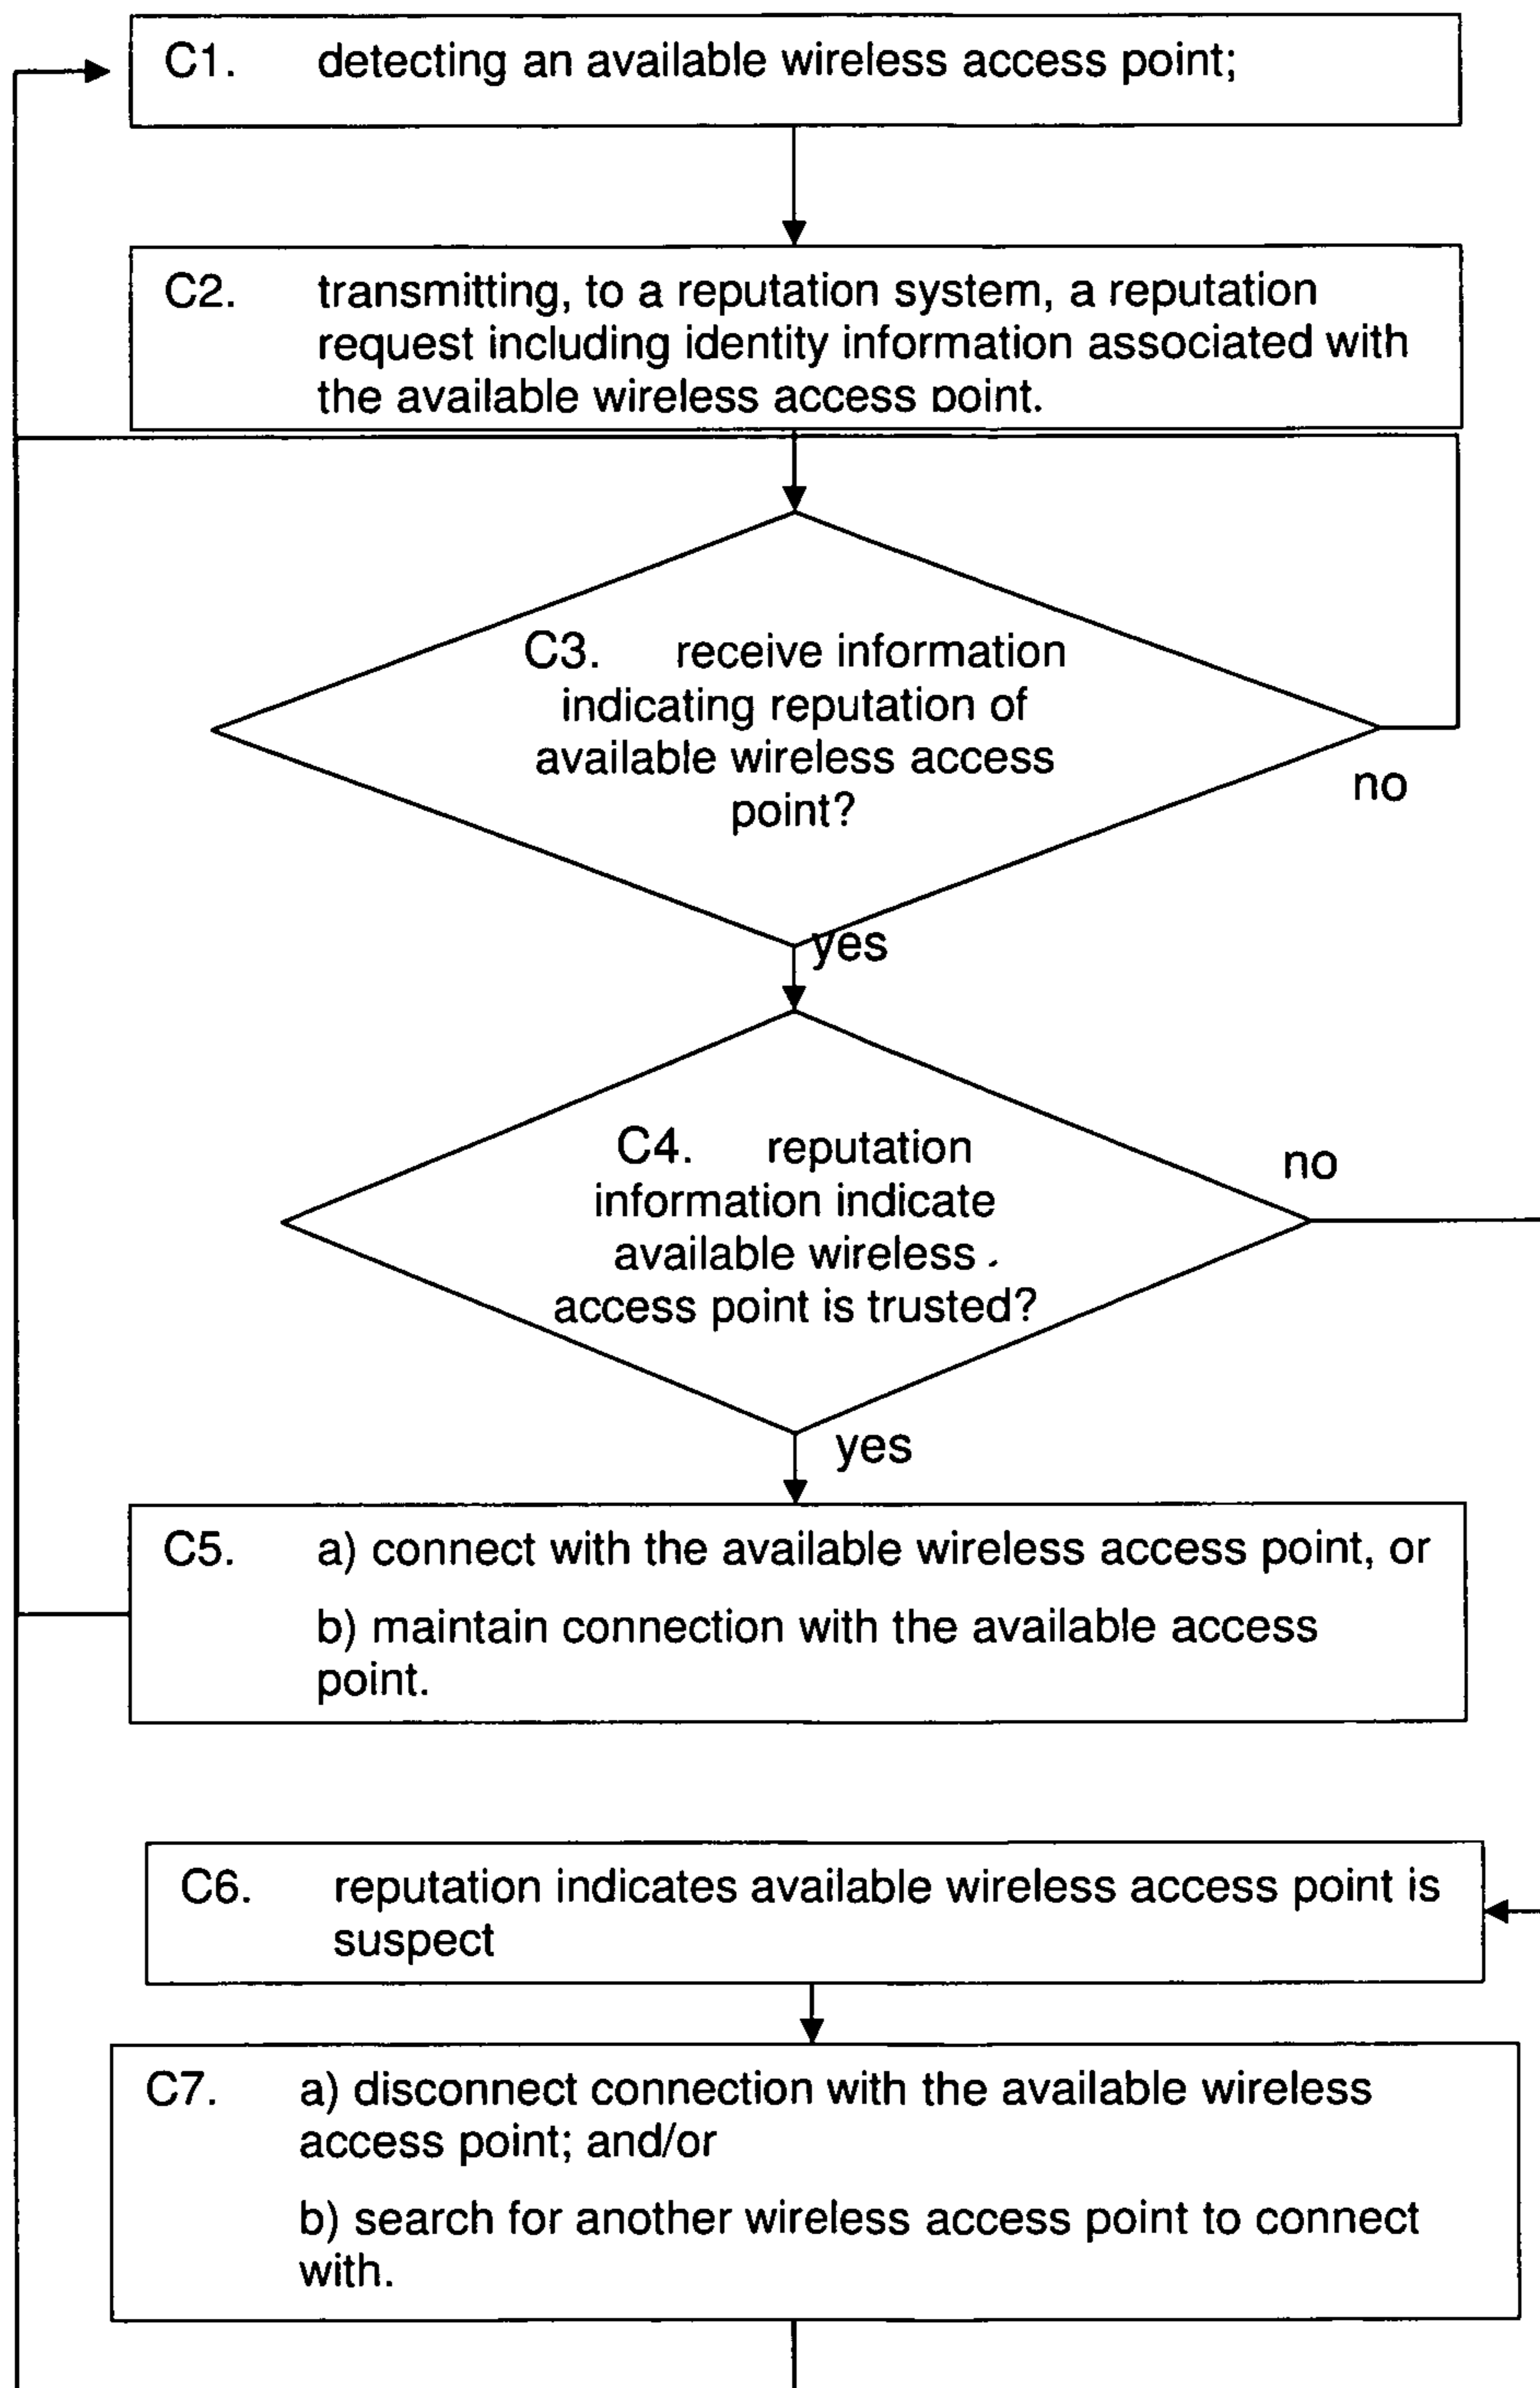 C1. detecting an available wireless access point;
C2. transmitting, to a reputation system, a reputation
request including identity information associated with
the available wireless access point.
C3. receive information
indicating reputation of
available wireless access
point?
no
yes
C4. reputation
information indicate
available wireless
access point is trusted?
no
yes
C5. a) connect with the available wireless access point, or
b) maintain connection with the available access
point.
C6. reputation indicates available wireless access point is
suspect
C7. a) disconnect connection with the available wireless
access point; and/or
b) search for another wireless access point to connect
with.